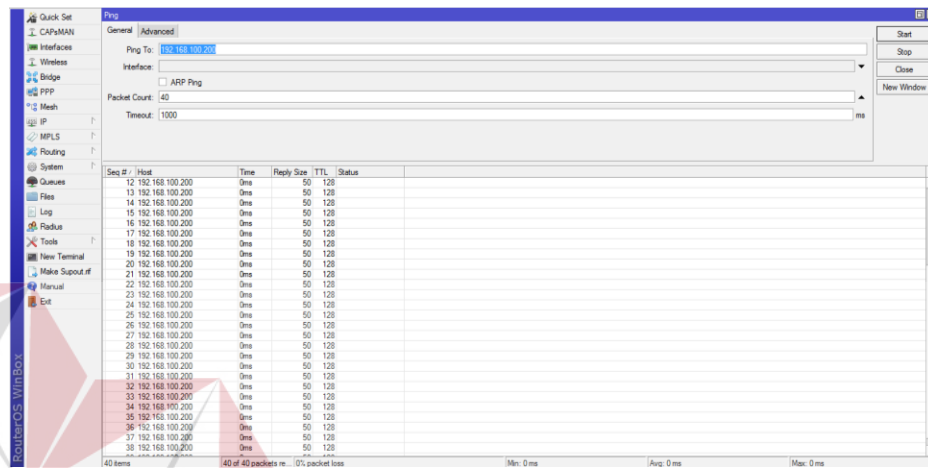 Quick Set
CAPsMAN
Interfaces
Wireless
Bridge
PPP
Mesh
IP
MPLS
Routing
System
Queues
Files
Log
Radius
Tools
New Terminal
Make Supout.rif
Manual
Exit
RouterOS WinBox
Ping
General Advanced
Ping To: 192.168.100.200
Interface:
ARP Ping
Packet Count: 40
Timeout: 1000 ms
Start
Stop
Close
New Window
Seq # Host Time Reply Size TTL Status
12 192.168.100.200 0ms 50 128
13 192.168.100.200 0ms 50 128
14 192.168.100.200 0ms 50 128
15 192.168.100.200 0ms 50 128
16 192.168.100.200 0ms 50 128
17 192.168.100.200 0ms 50 128
18 192.168.100.200 0ms 50 128
19 192.168.100.200 0ms 50 128
20 192.168.100.200 0ms 50 128
21 192.168.100.200 0ms 50 128
22 192.168.100.200 0ms 50 128
23 192.168.100.200 0ms 50 128
24 192.168.100.200 0ms 50 128
25 192.168.100.200 0ms 50 128
26 192.168.100.200 0ms 50 128
27 192.168.100.200 0ms 50 128
28 192.168.100.200 0ms 50 128
29 192.168.100.200 0ms 50 128
30 192.168.100.200 0ms 50 128
31 192.168.100.200 0ms 50 128
32 192.168.100.200 0ms 50 128
33 192.168.100.200 0ms 50 128
34 192.168.100.200 0ms 50 128
35 192.168.100.200 0ms 50 128
36 192.168.100.200 0ms 50 128
37 192.168.100.200 0ms 50 128
38 192.168.100.200 0ms 50 128
40 items 40 of 40 packets re... 0% packet loss Min: 0 ms Avg: 0 ms Max: 0 ms